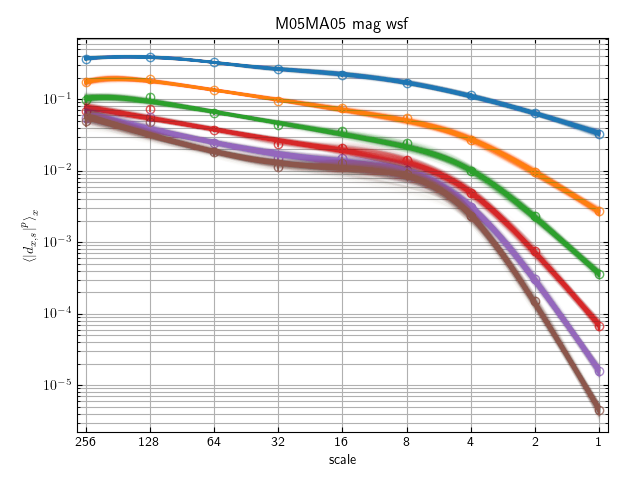 M05MA05 mag wsf
⟨|d_{x,s}|^p⟩_x
10^{-1}
10^{-2}
10^{-3}
10^{-4}
10^{-5}
256 128 64 32 16 8 4 2 1
scale